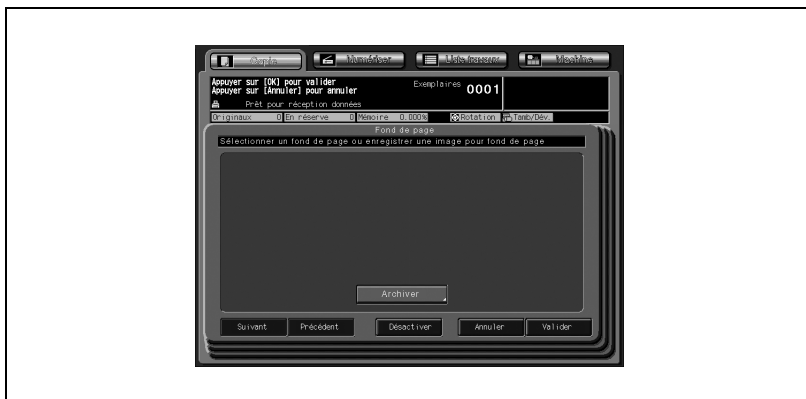 Copie Numériser Liste travaux Machine
Appuyer sur [OK] pour valider
Appuyer sur [Annuler] pour annuler
Exemplaires 0001
Prêt pour réception données
Originaux 0 En réserve 0 Mémoire 0.000% Rotation Tamb/Dév.
Fond de page
Sélectionner un fond de page ou enregistrer une image pour fond de page
Archiver
Suivant Précédent Désactiver Annuler Valider